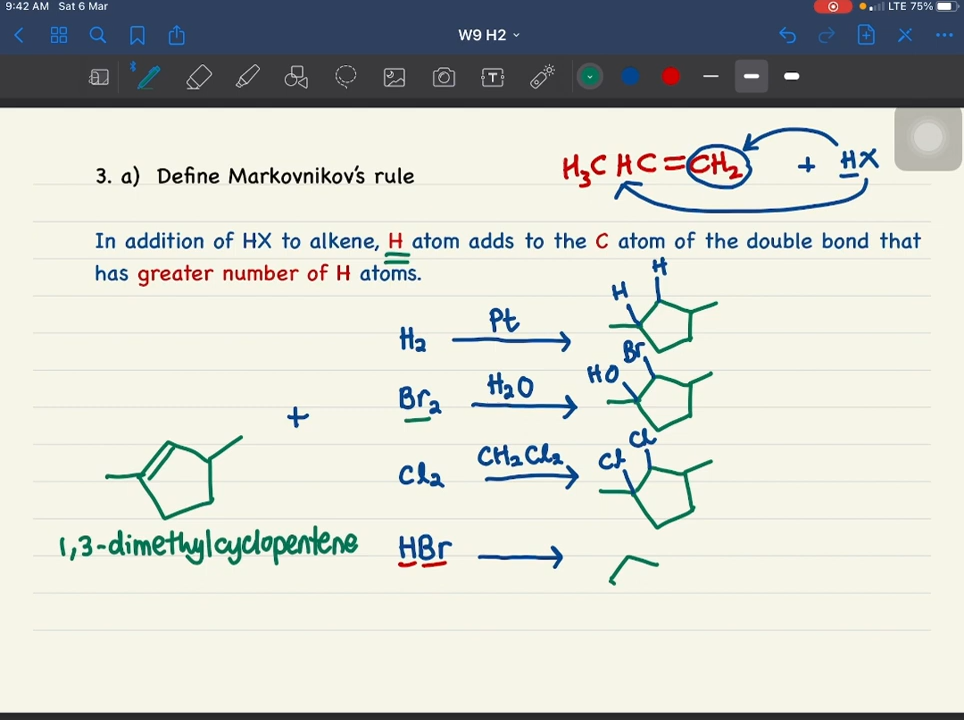 9:42 AM Sat 6 Mar
LTE 75%
W9 H2
T
H₃CHC=CH₂ + HX
3. a) Define Markovnikov's rule
In addition of HX to alkene, H atom adds to the C atom of the double bond that
has greater number of H atoms.
H H
H₂ Pt
Br
HO
Br₂ H₂O
+
Cl
Cl
Cl₂ CH₂Cl₂
1,3-dimethylcyclopentene
HBr